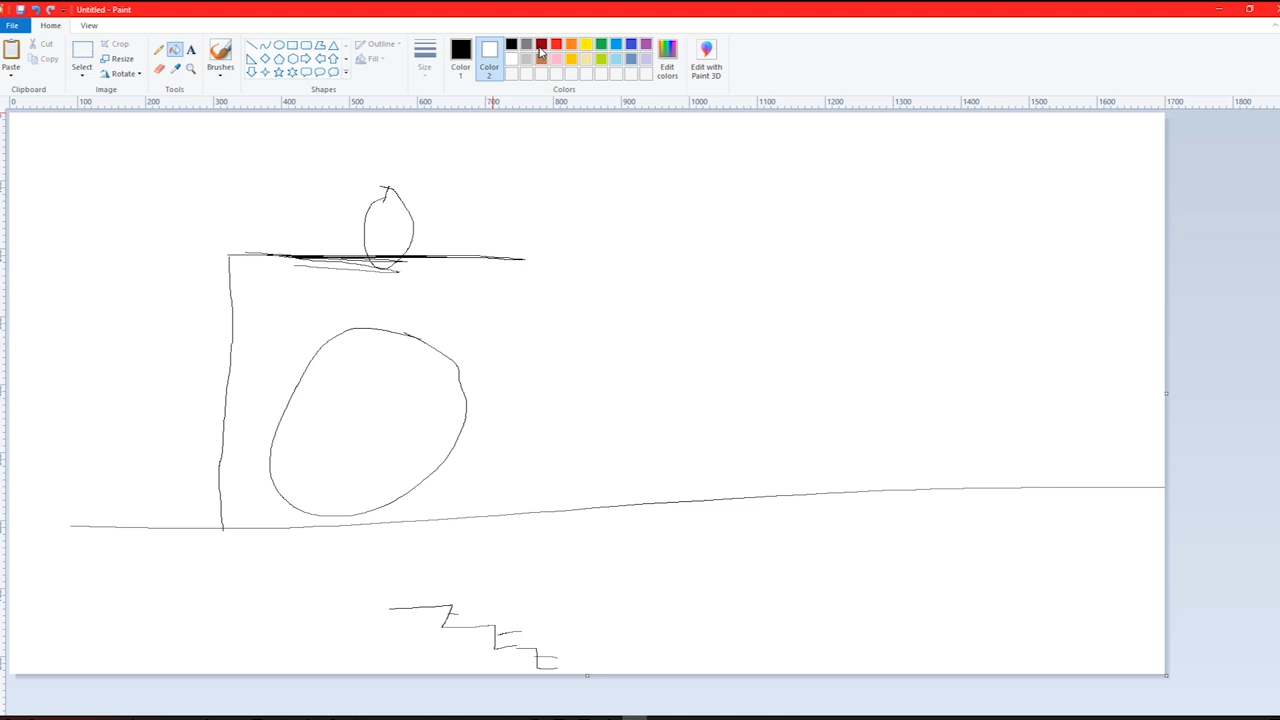 Untitled - Paint
File Home View
Paste
Cut
Copy
Clipboard
Select
Crop
Resize
Rotate
Image
Tools
Brushes
Outline
Fill
Shapes
Size
Color 1
Color 2
Colors
Edit colors
Edit with Paint 3D
0 100 200 300 400 500 600 700 800 900 1000 1100 1200 1300 1400 1500 1600 1700 1800